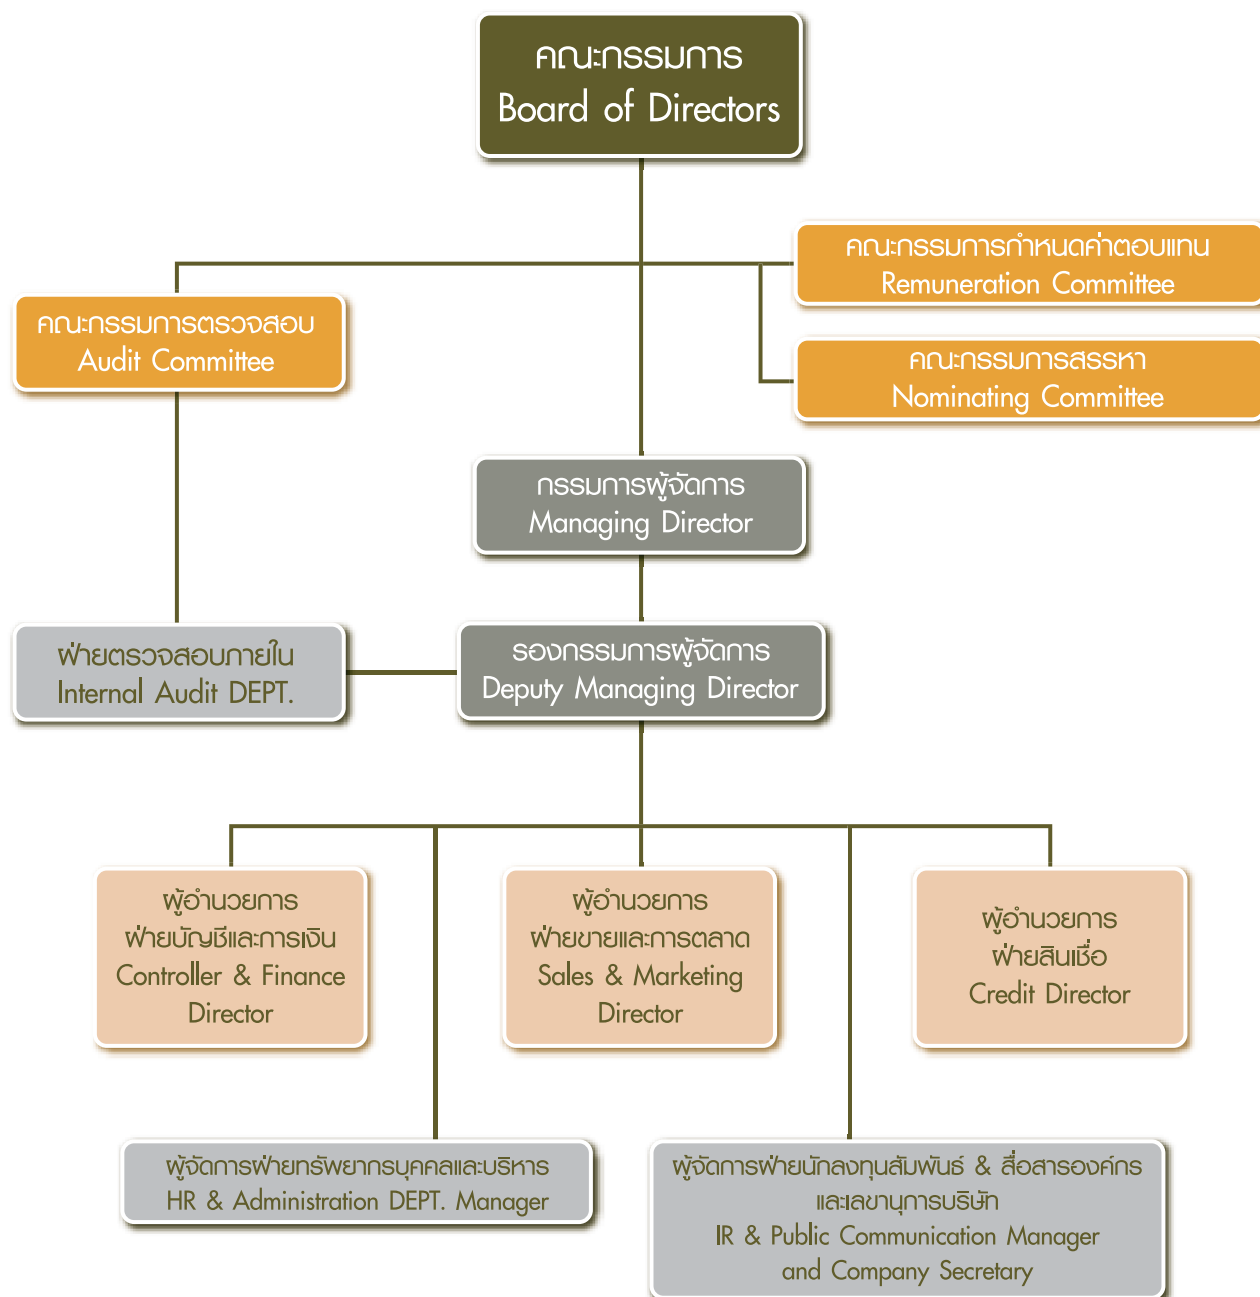 คณะกรรมการ
Board of Directors
คณะกรรมการกำหนดค่าตอบแทน
Remuneration Committee
คณะกรรมการตรวจสอบ
Audit Committee
คณะกรรมการสรรหา
Nominating Committee
กรรมการผู้จัดการ
Managing Director
ฝ่ายตรวจสอบภายใน
Internal Audit DEPT.
รองกรรมการผู้จัดการ
Deputy Managing Director
ผู้อำนวยการ
ฝ่ายบัญชีและการเงิน
Controller & Finance
Director
ผู้อำนวยการ
ฝ่ายขายและการตลาด
Sales & Marketing
Director
ผู้อำนวยการ
ฝ่ายสินเชื่อ
Credit Director
ผู้จัดการฝ่ายทรัพยากรบุคคลและบริหาร
HR & Administration DEPT. Manager
ผู้จัดการฝ่ายนักลงทุนสัมพันธ์ & สื่อสารองค์กร
และเลขานุการบริษัท
IR & Public Communication Manager
and Company Secretary